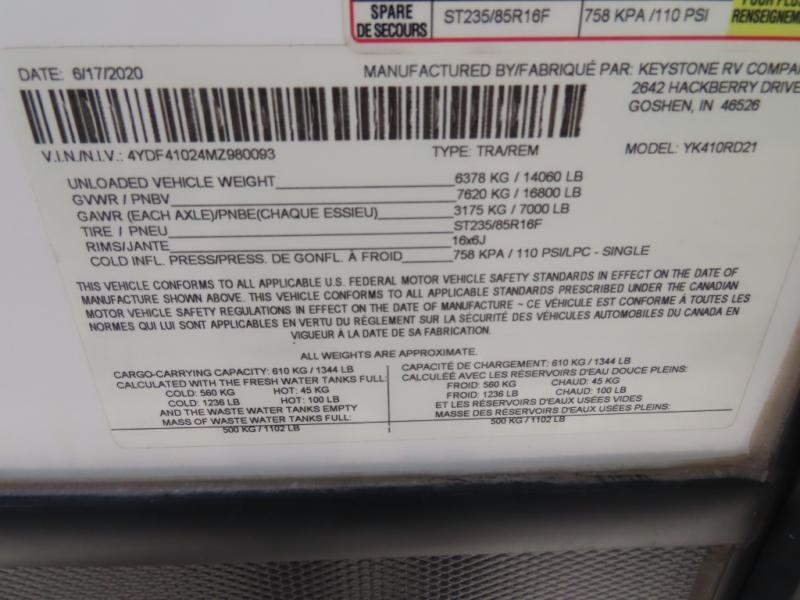 SPARE
DE SECOURS
ST235/85R16F
758 KPA /110 PSI
RENSEIGNEME
DATE: 6/17/2020
MANUFACTURED BY/FABRIQUÉ PAR: KEYSTONE RV COMPA
2642 HACKBERRY DRIVE
GOSHEN, IN 46526
V.I.N./N.I.V.: 4YDF41024MZ980093
TYPE: TRA/REM
MODEL: YK410RD21
UNLOADED VEHICLE WEIGHT 6378 KG / 14060 LB
GVWR / PNBV 7620 KG / 16800 LB
GAWR (EACH AXLE)/PNBE(CHAQUE ESSIEU) 3175 KG / 7000 LB
TIRE / PNEU ST235/85R16F
RIMS/JANTE 16x6J
COLD INFL. PRESS/PRESS. DE GONFL. À FROID 758 KPA / 110 PSI/LPC - SINGLE
THIS VEHICLE CONFORMS TO ALL APPLICABLE U.S. FEDERAL MOTOR VEHICLE SAFETY STANDARDS IN EFFECT ON THE DATE OF
MANUFACTURE SHOWN ABOVE. THIS VEHICLE CONFORMS TO ALL APPLICABLE STANDARDS PRESCRIBED UNDER THE CANADIAN
MOTOR VEHICLE SAFETY REGULATIONS IN EFFECT ON THE DATE OF MANUFACTURE ~ CE VÉHICULE EST CONFORME À TOUTES LES
NORMES QUI LUI SONT APPLICABLES EN VERTU DU RÉGLEMENT SUR LA SÉCURITÉ DES VÉHICULES AUTOMOBILES DU CANADA EN
VIGUEUR À LA DATE DE SA FABRICATION.
ALL WEIGHTS ARE APPROXIMATE.
CARGO-CARRYING CAPACITY: 610 KG / 1344 LB
CALCULATED WITH THE FRESH WATER TANKS FULL:
COLD: 560 KG HOT: 45 KG
COLD: 1236 LB HOT: 100 LB
AND THE WASTE WATER TANKS EMPTY
MASS OF WASTE WATER TANKS FULL:
500 KG / 1102 LB
CAPACITÉ DE CHARGEMENT: 610 KG / 1344 LB
CALCULÉE AVEC LES RÉSERVOIRS D'EAU DOUCE PLEINS:
FROID: 560 KG CHAUD: 45 KG
FROID: 1236 LB CHAUD: 100 LB
ET LES RÉSERVOIRS D'EAUX USÉES VIDES
MASSE DES RÉSERVOIRS D'EAUX USÉES PLEINS:
500 KG / 1102 LB